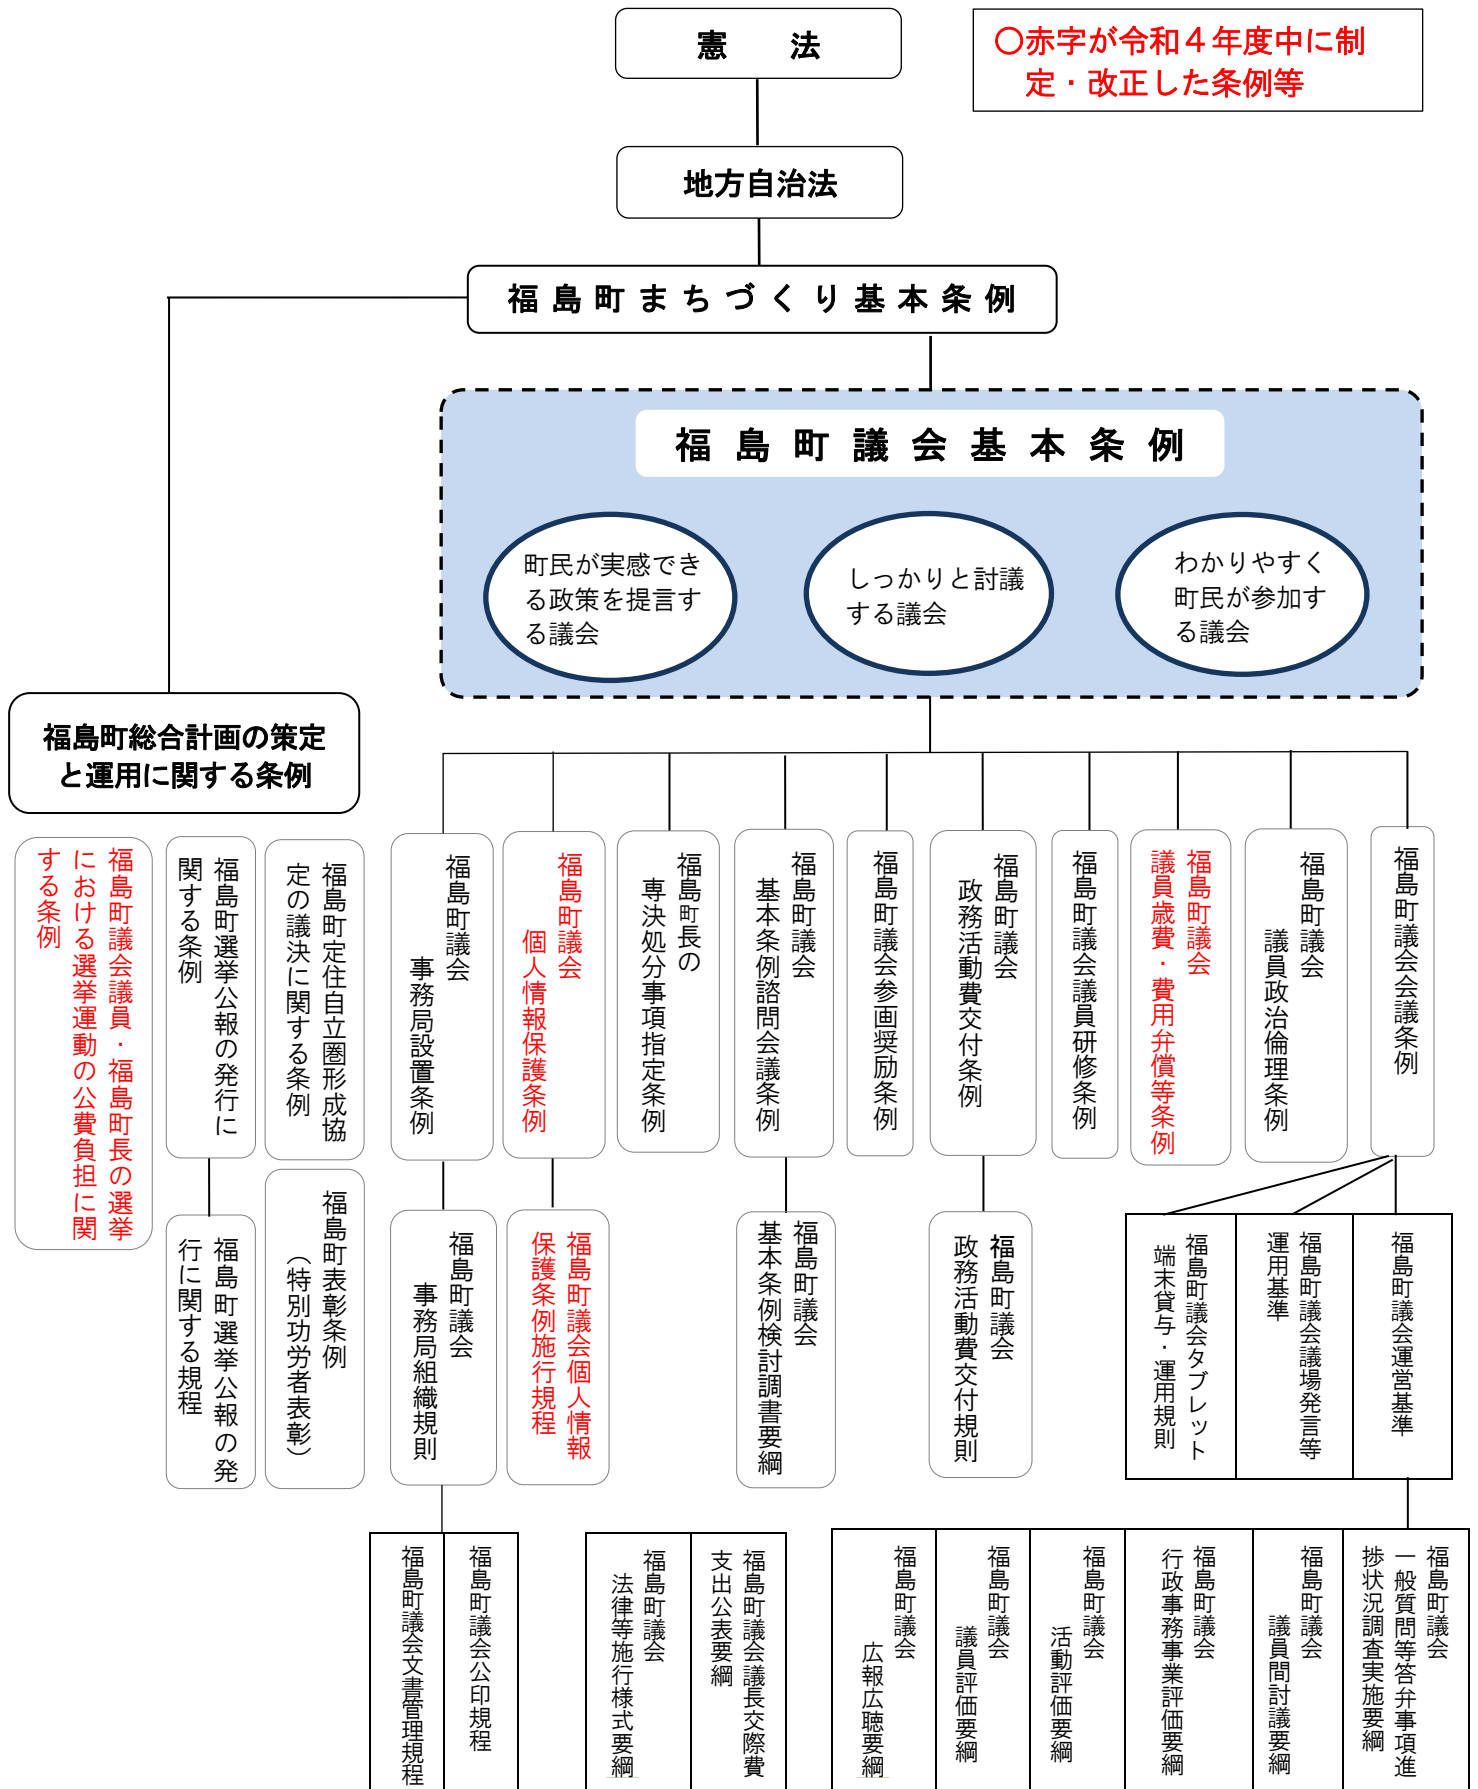 憲　　法
〇赤字が令和４年度中に制
定・改正した条例等
地方自治法
福島町まちづくり基本条例
福島町議会基本条例
町民が実感でき
る政策を提言す
る議会
しっかりと討議
する議会
わかりやすく
町民が参加す
る議会
福島町総合計画の策定
と運用に関する条例
福島町議会会議条例
福島町議会
議員政治倫理条例
福島町議会
議員歳費・費用弁償等条例
福島町議会議員研修条例
福島町議会
政務活動費交付条例
福島町議会参画奨励条例
福島町議会
基本条例諮問会議条例
福島町長の
専決処分事項指定条例
福島町議会
個人情報保護条例
福島町議会
事務局設置条例
福島町定住自立圏形成協
定の議決に関する条例
福島町選挙公報の発行に
関する条例
福島町議会議員・福島町長の選挙
における選挙運動の公費負担に関
する条例
福島町議会運営基準
福島町議会議場発言等
運用基準
福島町議会タブレット
端末貸与・運用規則
福島町議会
政務活動費交付規則
福島町議会
基本条例検討調書要綱
福島町議会個人情報
保護条例施行規程
福島町議会
事務局組織規則
福島町表彰条例
（特別功労者表彰）
福島町選挙公報の発
行に関する規程
福島町議会
一般質問等答弁事項進
捗状況調査実施要綱
福島町議会
議員間討議要綱
福島町議会
行政事務事業評価要綱
福島町議会
活動評価要綱
福島町議会
議員評価要綱
福島町議会
広報広聴要綱
福島町議会議長交際費
支出公表要綱
福島町議会
法律等施行様式要綱
福島町議会公印規程
福島町議会文書管理規程